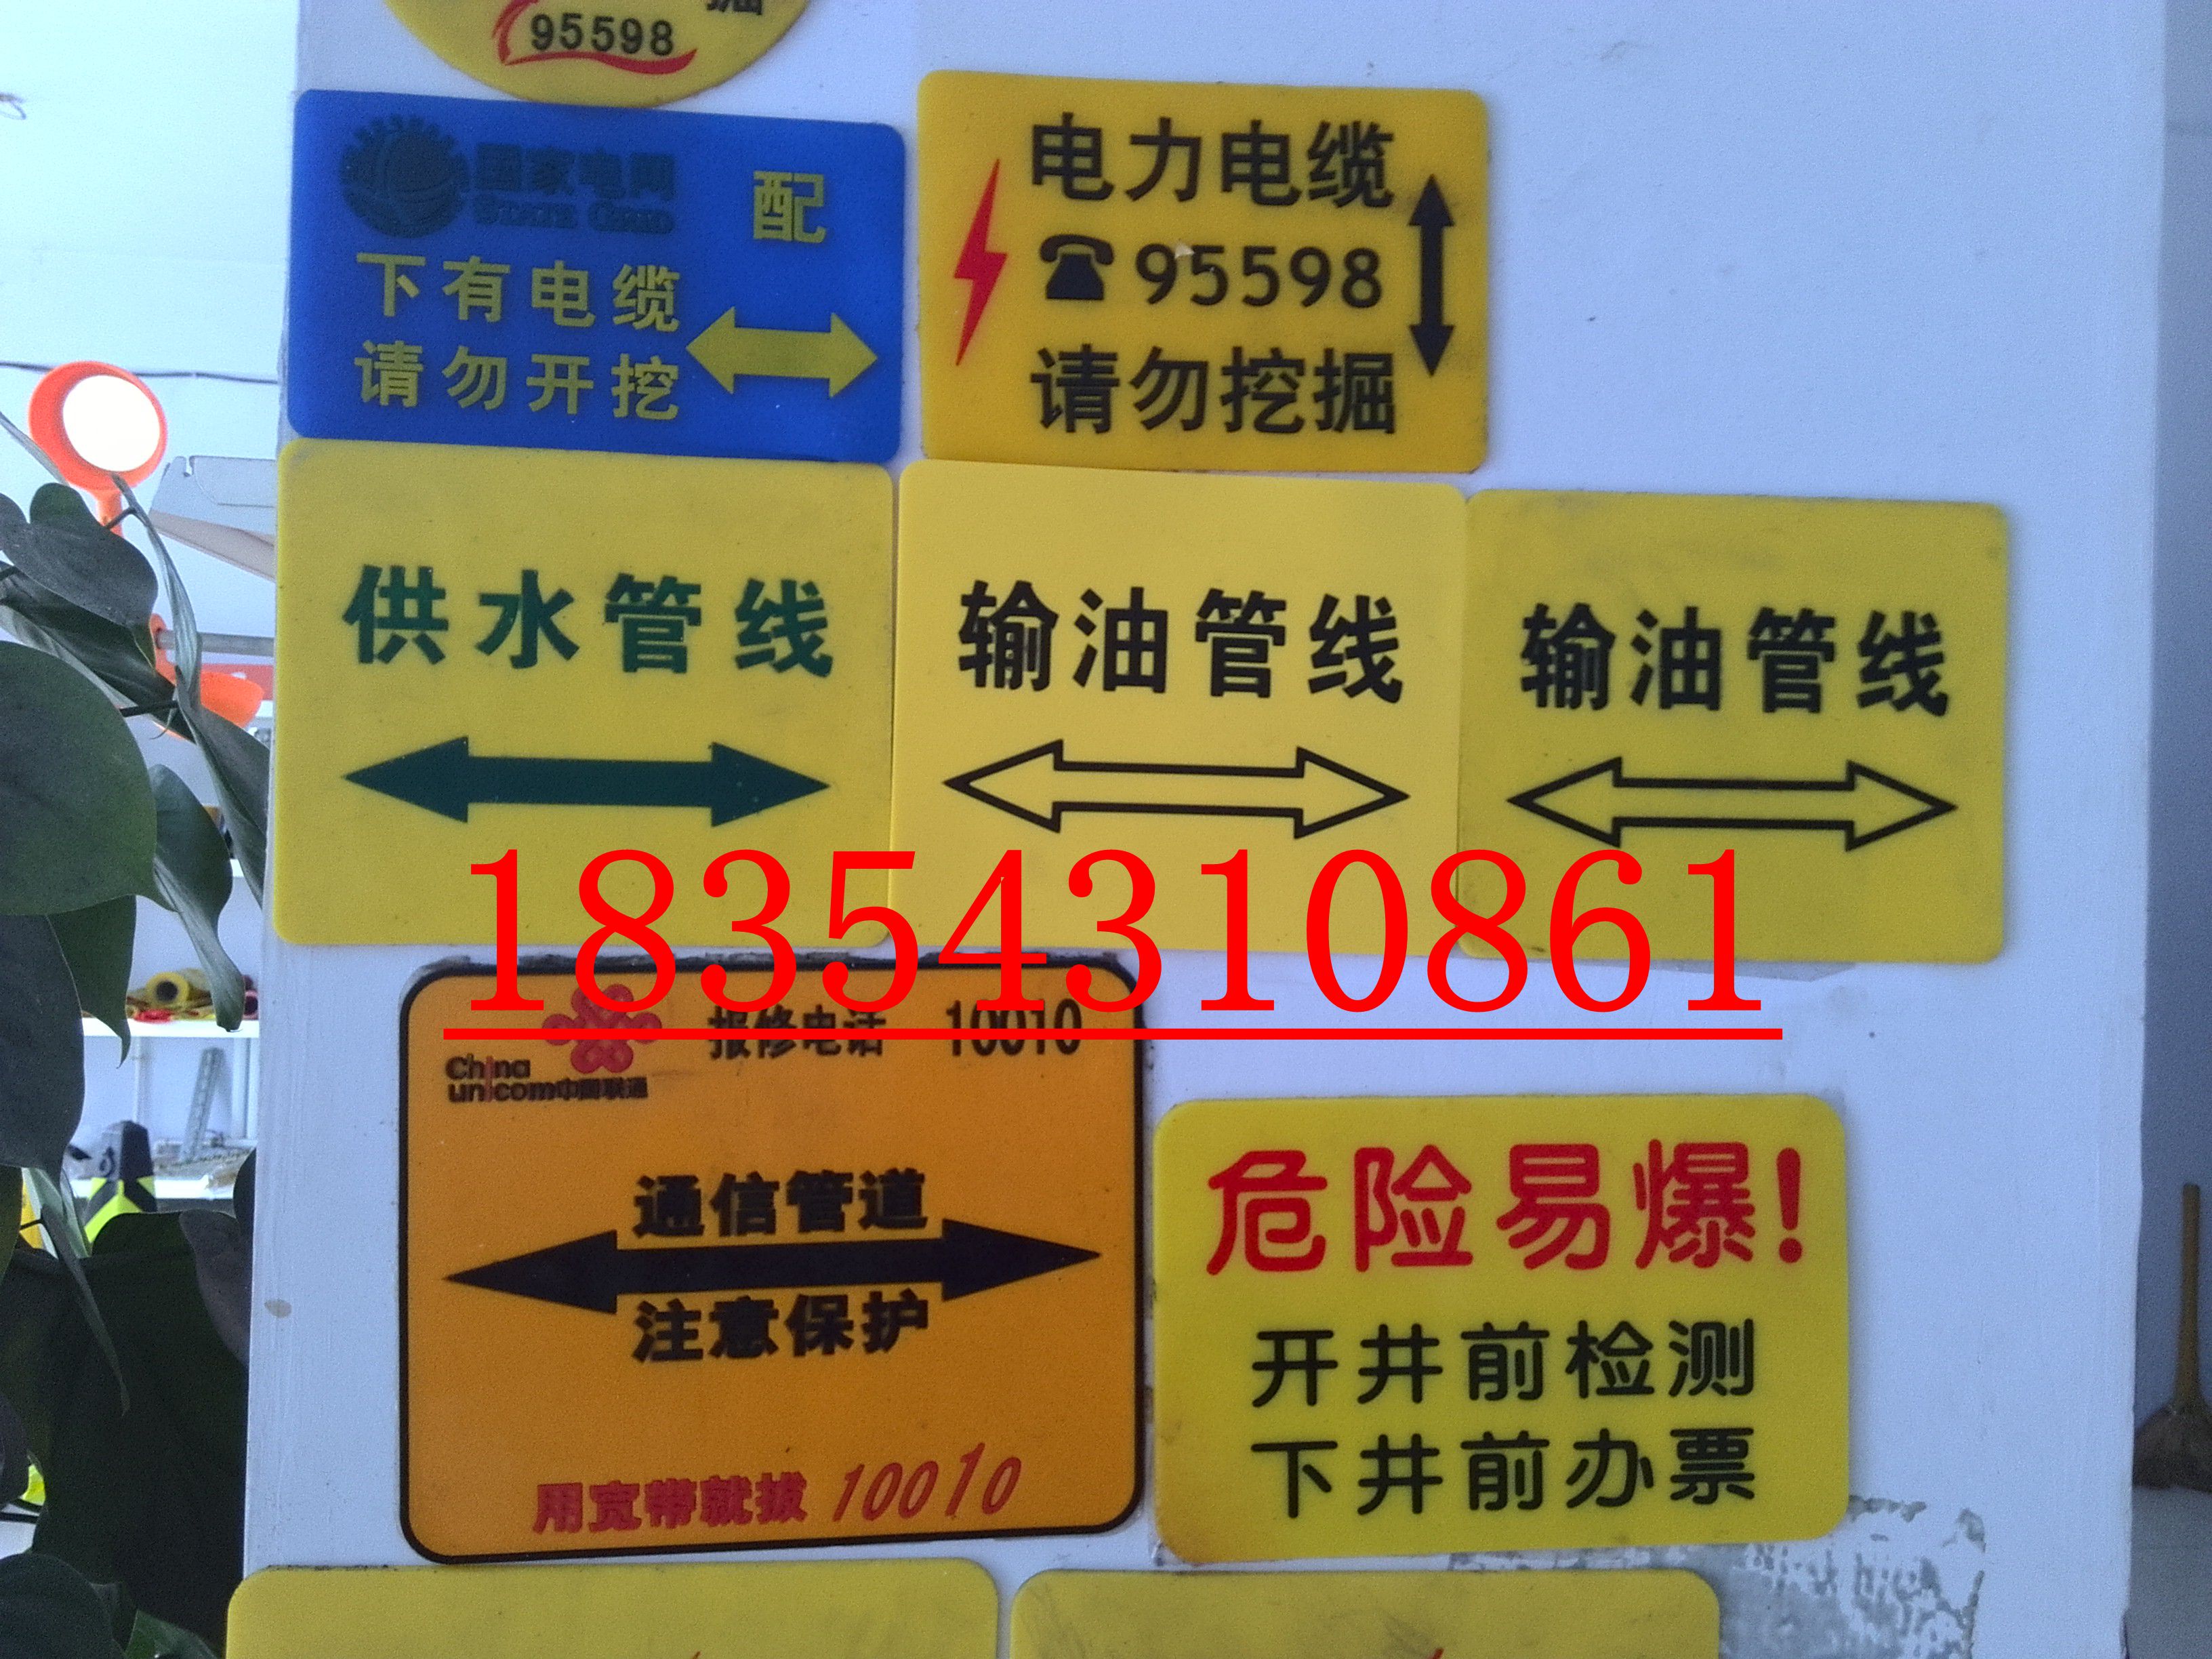 掘
95598
国家电网
STATE GRID
配
下有电缆
请勿开挖
电力电缆
☎95598
请勿挖掘
供水管线
输油管线
输油管线
18354310861
China
unicom中国联通
报修电话 10010
通信管道
注意保护
用宽带就拔 10010
危险易爆!
开井前检测
下井前办票